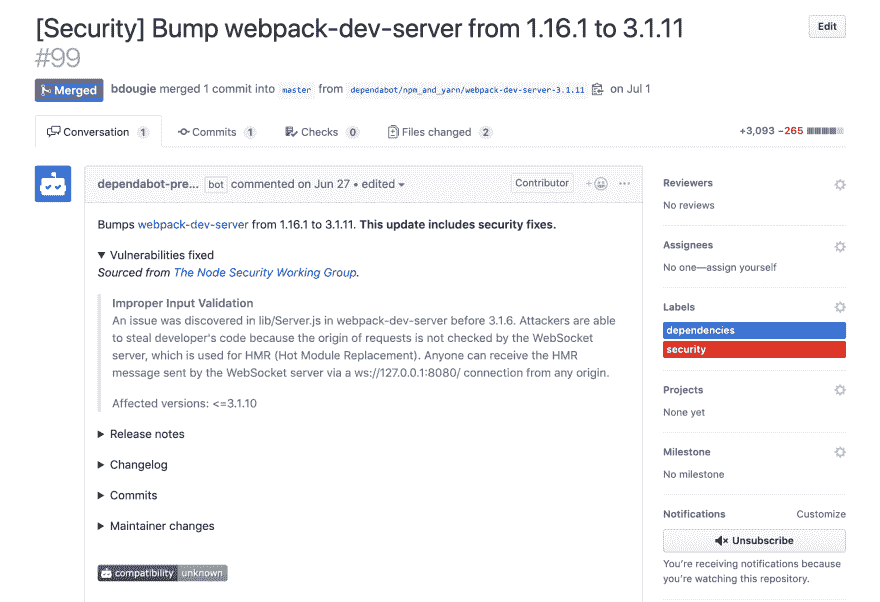 [Security] Bump webpack-dev-server from 1.16.1 to 3.1.11
#99
Edit
Merged bdougie merged 1 commit into master from dependabot/npm_and_yarn/webpack-dev-server-3.1.11 on Jul 1
Conversation 1 Commits 1 Checks 0 Files changed 2 +3,093 −265
dependabot-pre... bot commented on Jun 27 • edited Contributor
Bumps webpack-dev-server from 1.16.1 to 3.1.11. This update includes security fixes.
Vulnerabilities fixed
Sourced from The Node Security Working Group.
Improper Input Validation
An issue was discovered in lib/Server.js in webpack-dev-server before 3.1.6. Attackers are able
to steal developer's code because the origin of requests is not checked by the WebSocket
server, which is used for HMR (Hot Module Replacement). Anyone can receive the HMR
message sent by the WebSocket server via a ws://127.0.0.1:8080/ connection from any origin.
Affected versions: <=3.1.10
Release notes
Changelog
Commits
Maintainer changes
compatibility unknown
Reviewers
No reviews
Assignees
No one—assign yourself
Labels
dependencies
security
Projects
None yet
Milestone
No milestone
Notifications Customize
Unsubscribe
You're receiving notifications because
you're watching this repository.